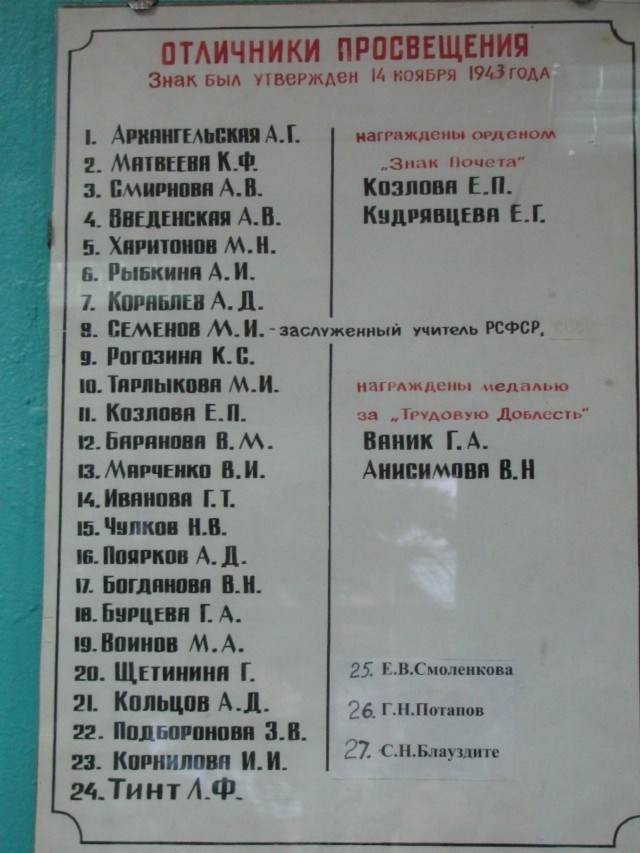 ОТЛИЧНИКИ ПРОСВЕЩЕНИЯ
ЗНАК БЫЛ УТВЕРЖДЕН 14 НОЯБРЯ 1943 ГОДА
1. АРХАНГЕЛЬСКАЯ А.Г.
2. МАТВЕЕВА К.Ф.
3. СМИРНОВА А.В.
4. ВВЕДЕНСКАЯ А.В.
5. ХАРИТОНОВ М.Н.
6. РЫБКИНА А.И.
7. КОРАБЛЕВ А.Д.
8. СЕМЕНОВ М.И. - ЗАСЛУЖЕННЫЙ УЧИТЕЛЬ РСФСР.
9. РОГОЗИНА К.С.
10. ТАРЛЫКОВА М.И.
11. КОЗЛОВА Е.П.
12. БАРАНОВА В.М.
13. МАРЧЕНКО В.И.
14. ИВАНОВА Г.Т.
15. ЧУЛКОВ Н.В.
16. ПОЯРКОВ А.Д.
17. БОГДАНОВА В.Н.
18. БУРЦЕВА Г.А.
19. ВОИНОВ М.А.
20. ЩЕТИНИНА Г.
21. КОЛЬЦОВ А.Д.
22. ПОДБОРОНОВА З.В.
23. КОРНИЛОВА И.И.
24. ТИНТ Л.Ф.
НАГРАЖДЕНЫ ОРДЕНОМ
„ЗНАК ПОЧЕТА"
КОЗЛОВА Е.П.
КУДРЯВЦЕВА Е.Г.
НАГРАЖДЕНЫ МЕДАЛЬЮ
ЗА „ТРУДОВУЮ ДОБЛЕСТЬ"
ВАНИК Г.А.
АНИСИМОВА В.Н
25. Е.В.Смоленкова
26. Г.Н.Потапов
27. С.Н.Блауздите